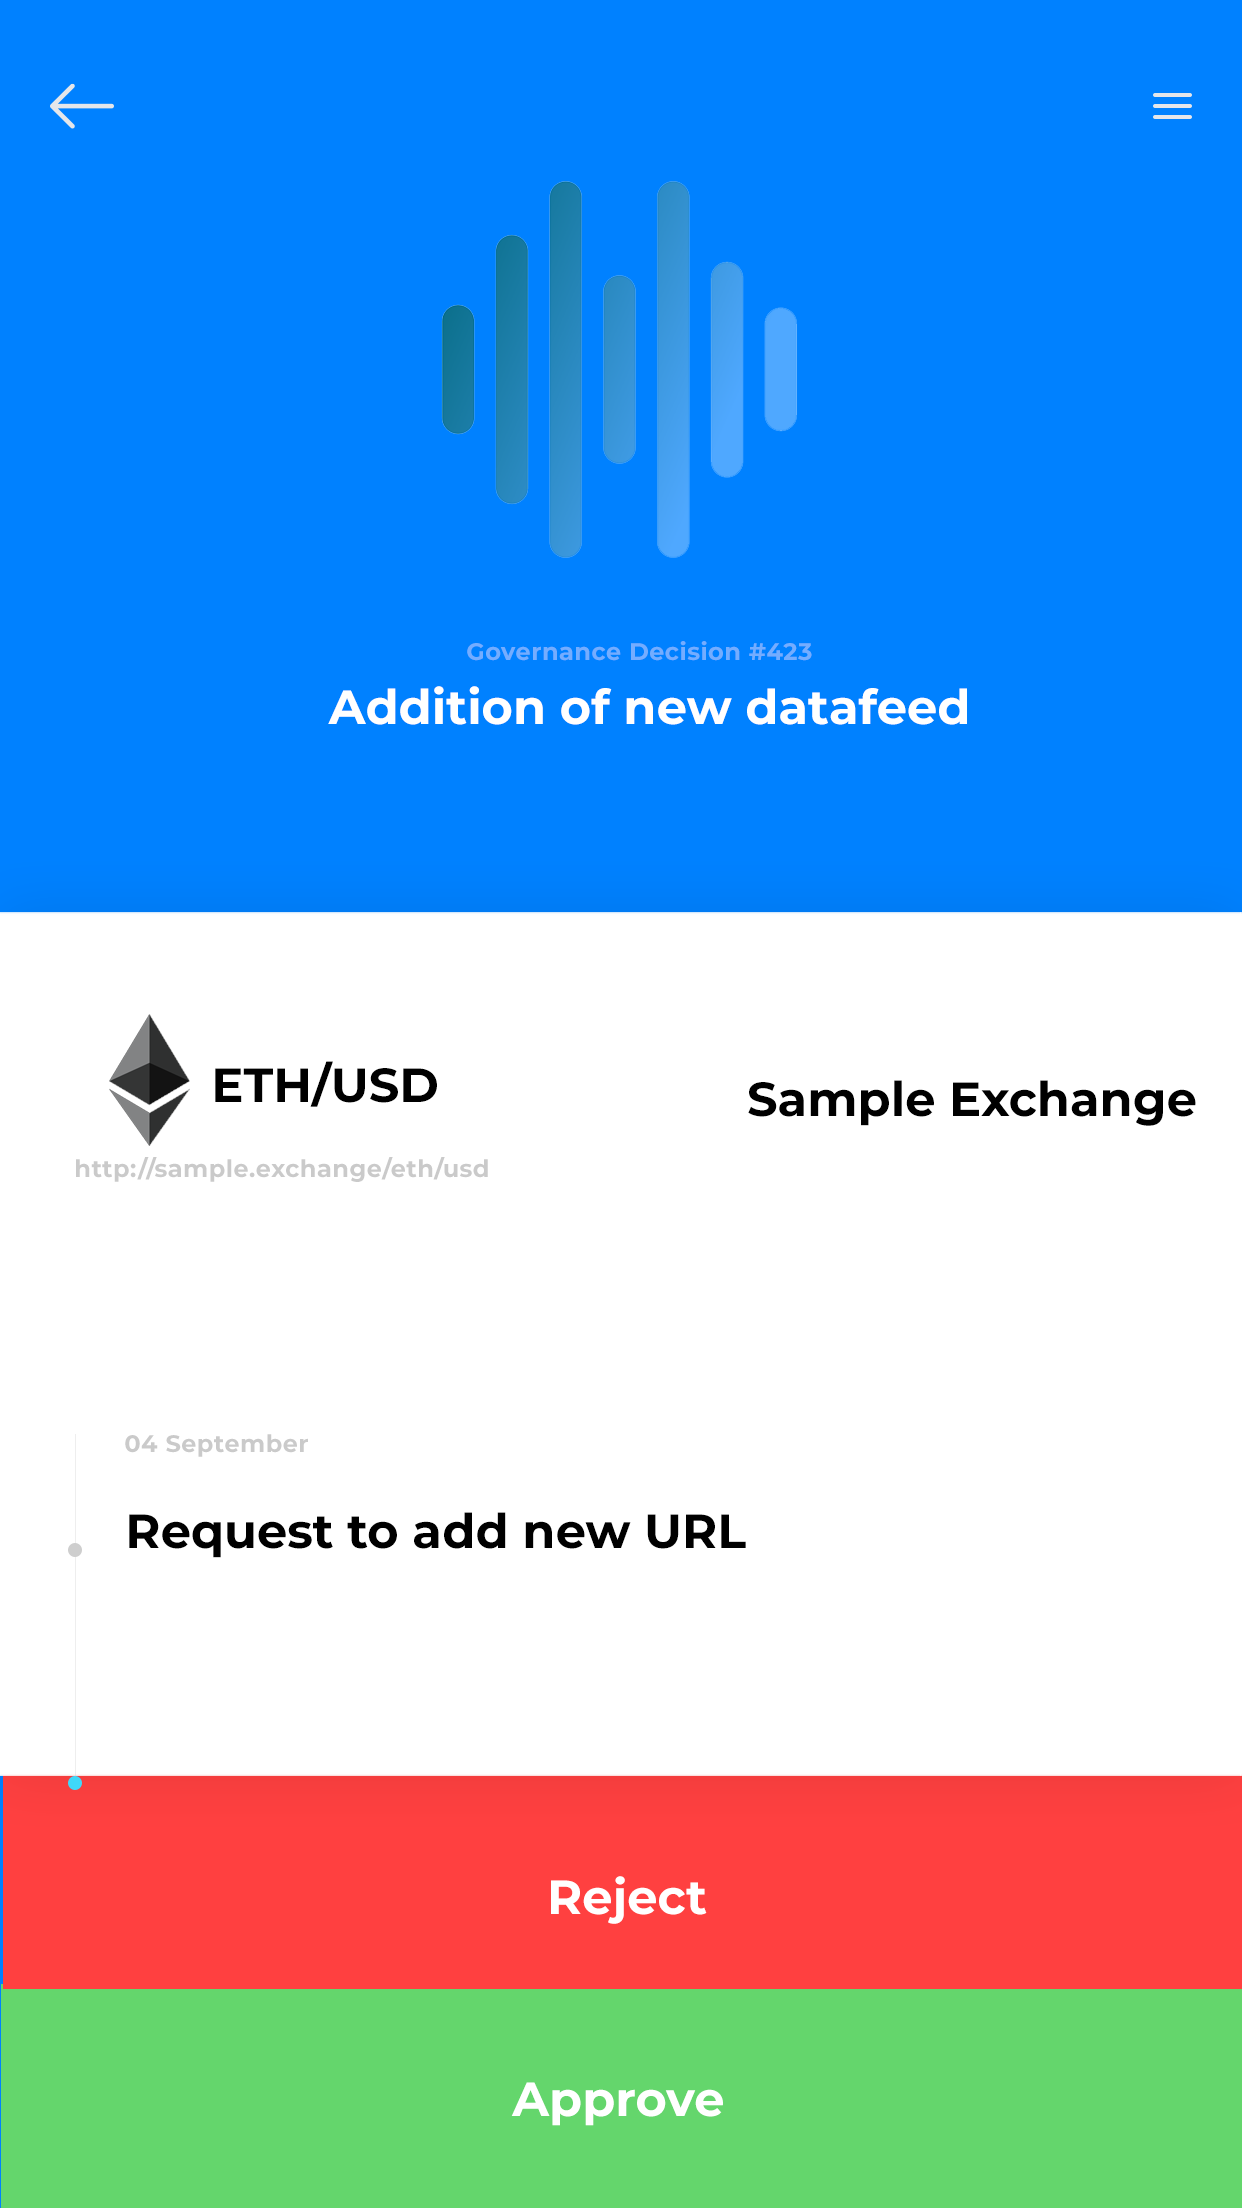 Governance Decision #423
Addition of new datafeed
ETH/USD
Sample Exchange
http://sample.exchange/eth/usd
04 September
Request to add new URL
Reject
Approve